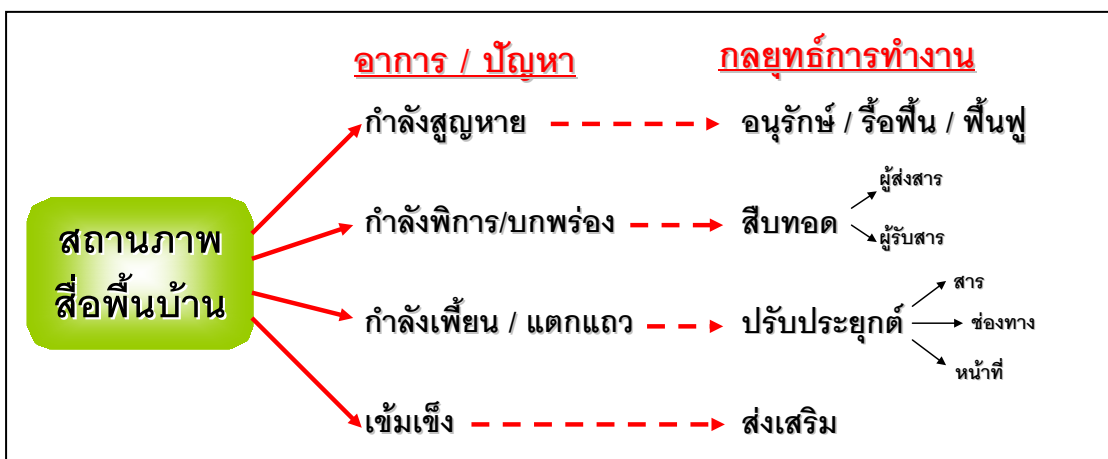 อาการ / ปัญหา
กลยุทธ์การทำงาน
กำลังสูญหาย
อนุรักษ์ / รื้อฟื้น / ฟื้นฟู
สถานภาพ
สื่อพื้นบ้าน
กำลังพิการ/บกพร่อง
สืบทอด
ผู้ส่งสาร
ผู้รับสาร
กำลังเพี้ยน / แตกแถว
ปรับประยุกต์
สาร
ช่องทาง
หน้าที่
เข้มเข็ง
ส่งเสริม